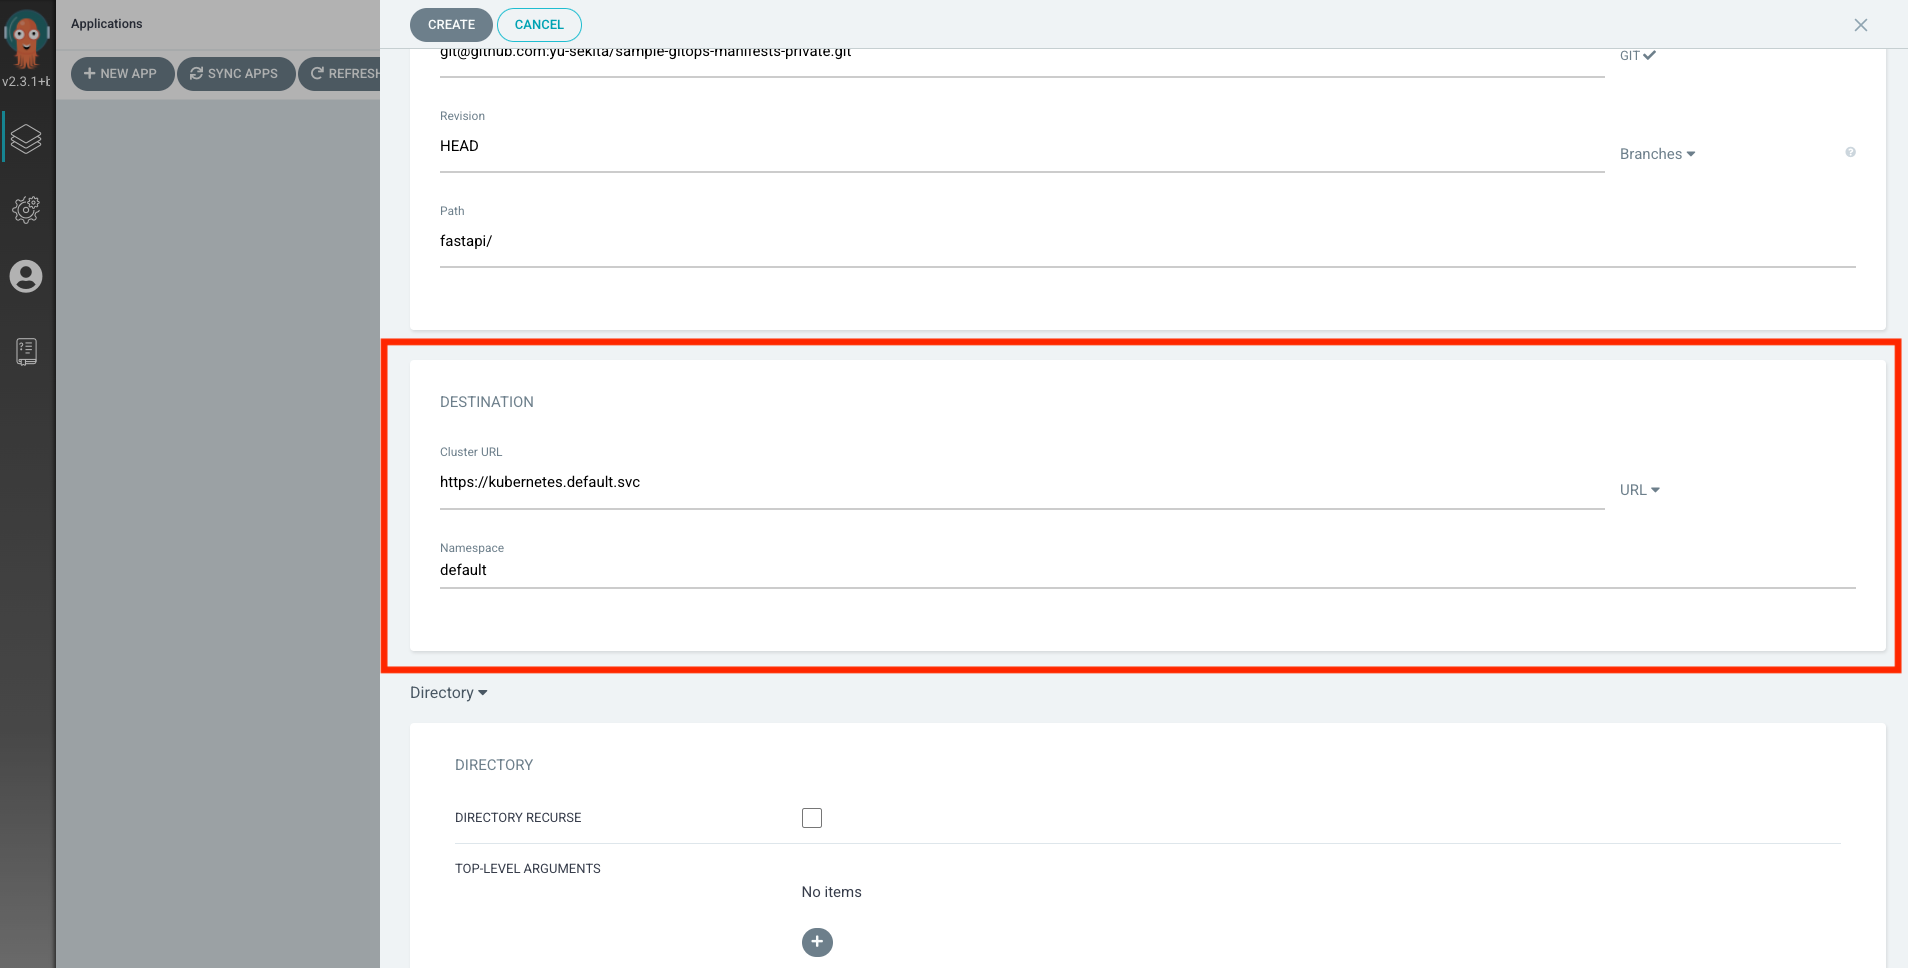 Applications
CREATE
CANCEL
v2.3.1+b
NEW APP
SYNC APPS
REFRESH
git@github.com:yu-sekita/sample-gitops-manifests-private.git
GIT
Revision
HEAD
Branches
Path
fastapi/
DESTINATION
Cluster URL
https://kubernetes.default.svc
URL
Namespace
default
Directory
DIRECTORY
DIRECTORY RECURSE
TOP-LEVEL ARGUMENTS
No items